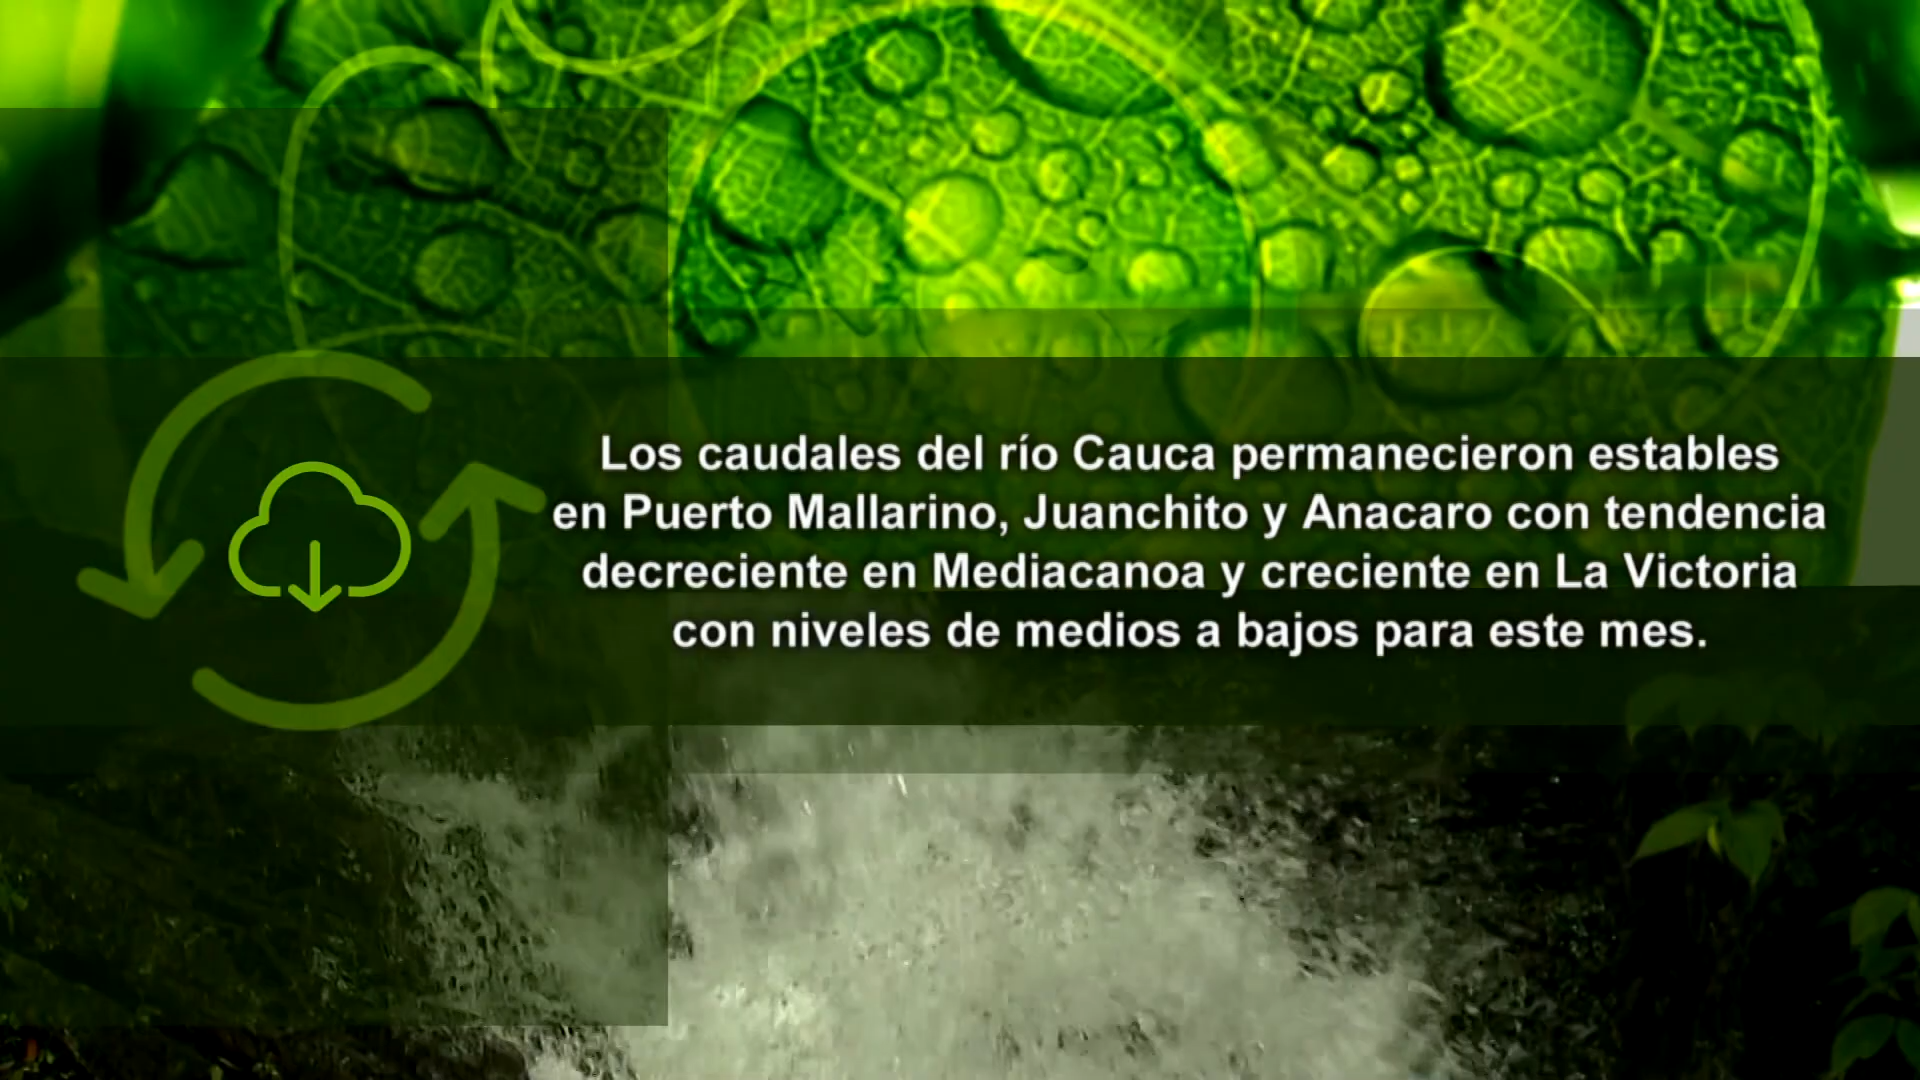 Los caudales del río Cauca permanecieron estables
en Puerto Mallarino, Juanchito y Anacaro con tendencia
decreciente en Mediacanoa y creciente en La Victoria
con niveles de medios a bajos para este mes.